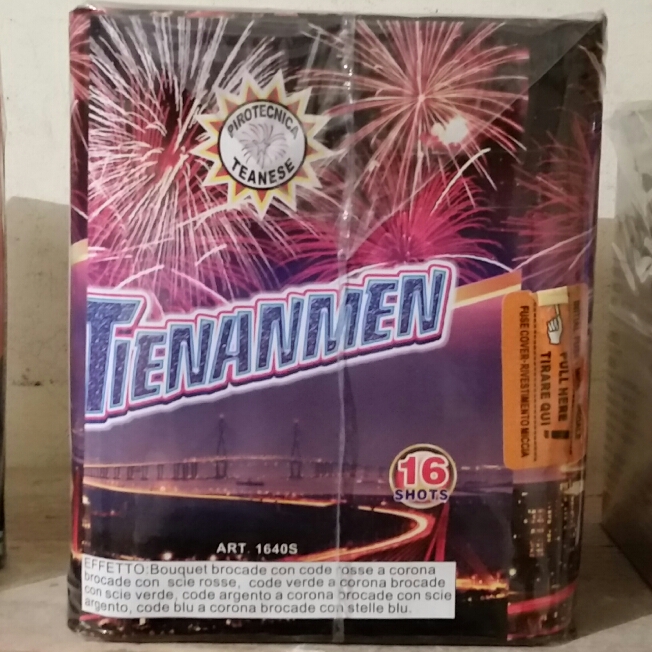 PIROTECNICA
TEANESE
TIENANMEN
PULL HERE
TIRARE QUI
FUSE COVER-RIVESTIMENTO MICCIA
16
SHOTS
ART. 1640S
EFFETTO:Bouquet brocade con code rosse a corona
brocade con scie rosse, code verde a corona brocade
con scie verde, code argento a corona brocade con scie
argento, code blu a corona brocade con stelle blu.